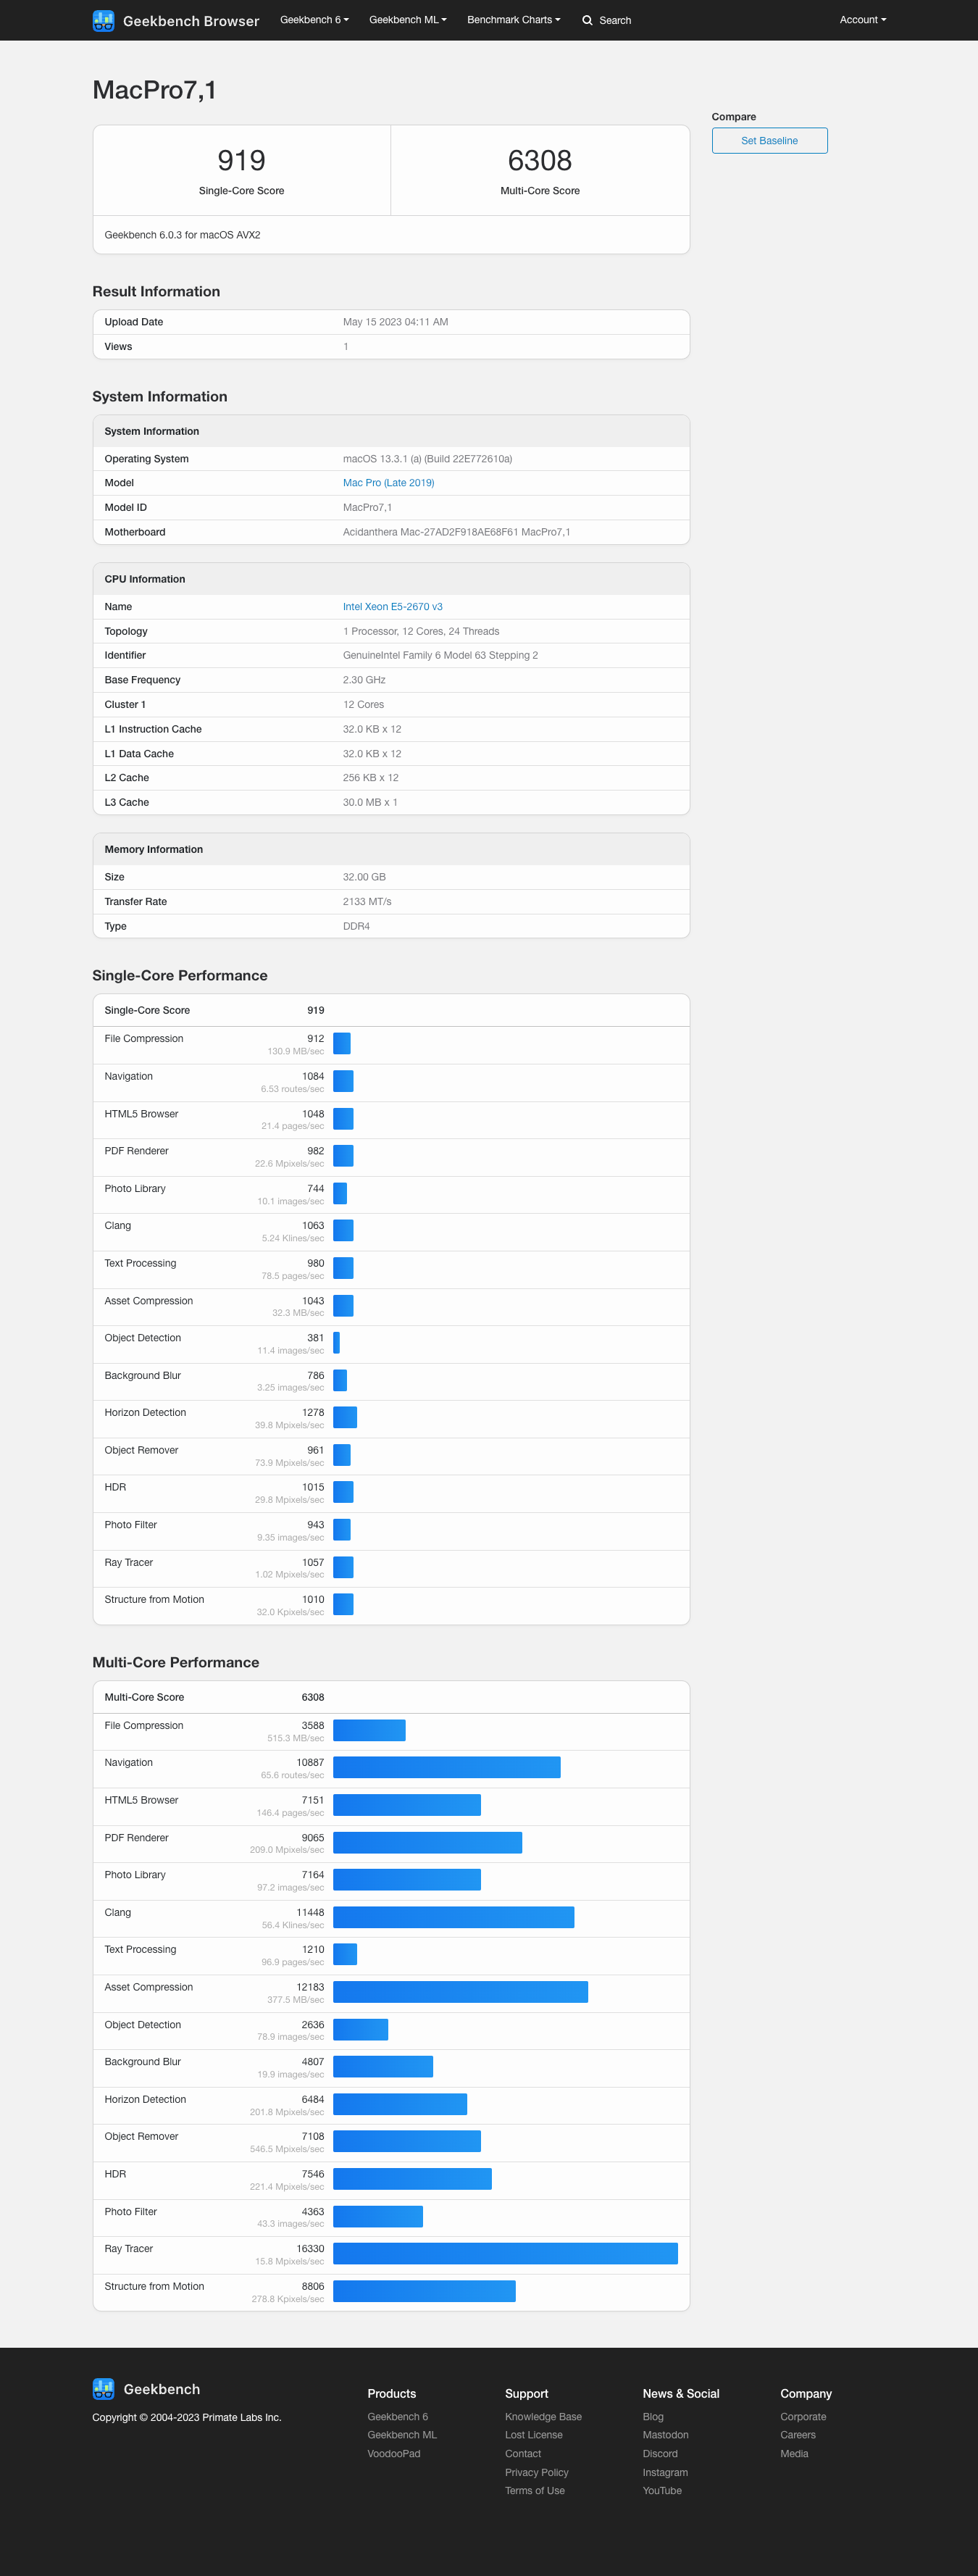 Geekbench Browser Geekbench 6 Geekbench ML Benchmark Charts Search Account
MacPro7,1
Compare
Set Baseline
919 6308
Single-Core Score Multi-Core Score
Geekbench 6.0.3 for macOS AVX2
Result Information
Upload Date May 15 2023 04:11 AM
Views 1
System Information
System Information
Operating System macOS 13.3.1 (a) (Build 22E772610a)
Model Mac Pro (Late 2019)
Model ID MacPro7,1
Motherboard Acidanthera Mac-27AD2F918AE68F61 MacPro7,1
CPU Information
Name Intel Xeon E5-2670 v3
Topology 1 Processor, 12 Cores, 24 Threads
Identifier GenuineIntel Family 6 Model 63 Stepping 2
Base Frequency 2.30 GHz
Cluster 1 12 Cores
L1 Instruction Cache 32.0 KB x 12
L1 Data Cache 32.0 KB x 12
L2 Cache 256 KB x 12
L3 Cache 30.0 MB x 1
Memory Information
Size 32.00 GB
Transfer Rate 2133 MT/s
Type DDR4
Single-Core Performance
Single-Core Score 919
File Compression 912
130.9 MB/sec
Navigation 1084
6.53 routes/sec
HTML5 Browser 1048
21.4 pages/sec
PDF Renderer 982
22.6 Mpixels/sec
Photo Library 744
10.1 images/sec
Clang 1063
5.24 Klines/sec
Text Processing 980
78.5 pages/sec
Asset Compression 1043
32.3 MB/sec
Object Detection 381
11.4 images/sec
Background Blur 786
3.25 images/sec
Horizon Detection 1278
39.8 Mpixels/sec
Object Remover 961
73.9 Mpixels/sec
HDR 1015
29.8 Mpixels/sec
Photo Filter 943
9.35 images/sec
Ray Tracer 1057
1.02 Mpixels/sec
Structure from Motion 1010
32.0 Kpixels/sec
Multi-Core Performance
Multi-Core Score 6308
File Compression 3588
515.3 MB/sec
Navigation 10887
65.6 routes/sec
HTML5 Browser 7151
146.4 pages/sec
PDF Renderer 9065
209.0 Mpixels/sec
Photo Library 7164
97.2 images/sec
Clang 11448
56.4 Klines/sec
Text Processing 1210
96.9 pages/sec
Asset Compression 12183
377.5 MB/sec
Object Detection 2636
78.9 images/sec
Background Blur 4807
19.9 images/sec
Horizon Detection 6484
201.8 Mpixels/sec
Object Remover 7108
546.5 Mpixels/sec
HDR 7546
221.4 Mpixels/sec
Photo Filter 4363
43.3 images/sec
Ray Tracer 16330
15.8 Mpixels/sec
Structure from Motion 8806
278.8 Kpixels/sec
Geekbench
Copyright © 2004-2023 Primate Labs Inc.
Products
Geekbench 6
Geekbench ML
VoodooPad
Support
Knowledge Base
Lost License
Contact
Privacy Policy
Terms of Use
News & Social
Blog
Mastodon
Discord
Instagram
YouTube
Company
Corporate
Careers
Media